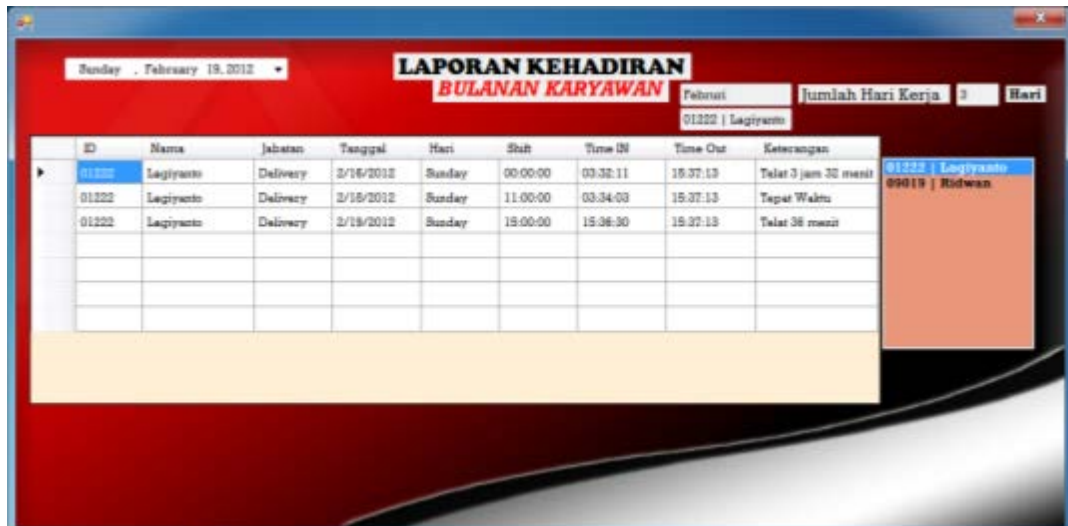 Sunday , February 19, 2012
LAPORAN KEHADIRAN
BULANAN KARYAWAN
Februri Jumlah Hari Kerja 3 Hari
01222 | Lagiyanto
ID Nama Jabatan Tanggal Hari Shift Time IN Time Out Keterangan
01222 Lagiyanto Delivery 2/16/2012 Sunday 00:00:00 03:32:11 15:37:13 Telat 3 jam 32 menit
01222 Lagiyanto Delivery 2/18/2012 Sunday 11:00:00 03:34:03 15:37:13 Tepat Waktu
01222 Lagiyanto Delivery 2/19/2012 Sunday 15:00:00 15:36:30 15:37:13 Telat 36 menit
01222 | Lagiyanto
09019 | Ridwan